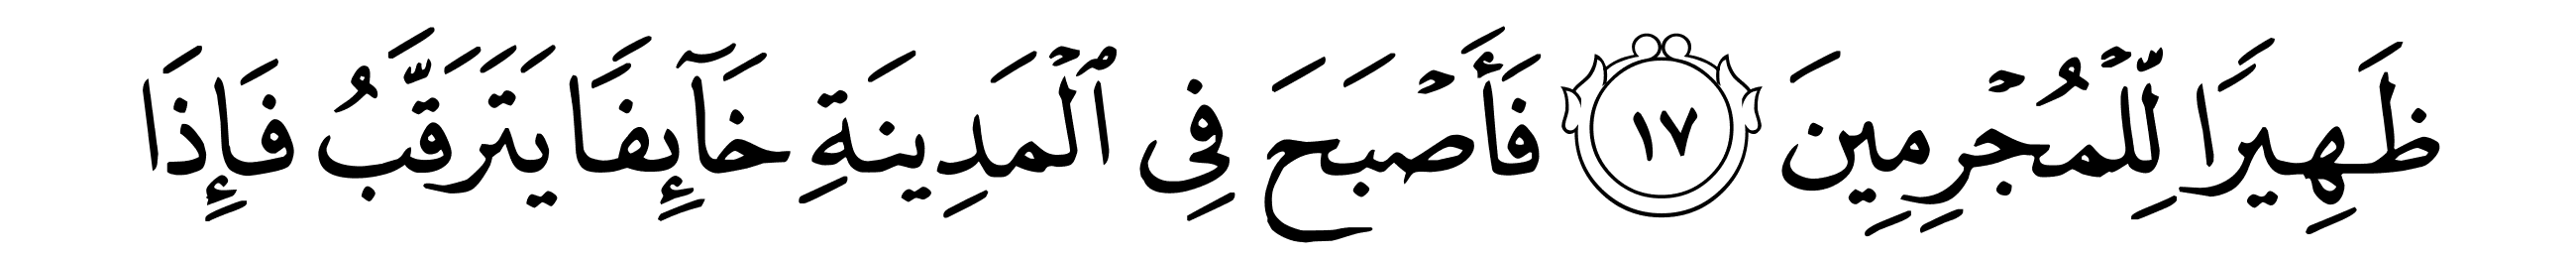 ظَهِيرًا لِّلْمُجْرِمِينَ ١٧ فَأَصْبَحَ فِى ٱلْمَدِينَةِ خَآئِفًا يَتَرَقَّبُ فَإِذَا